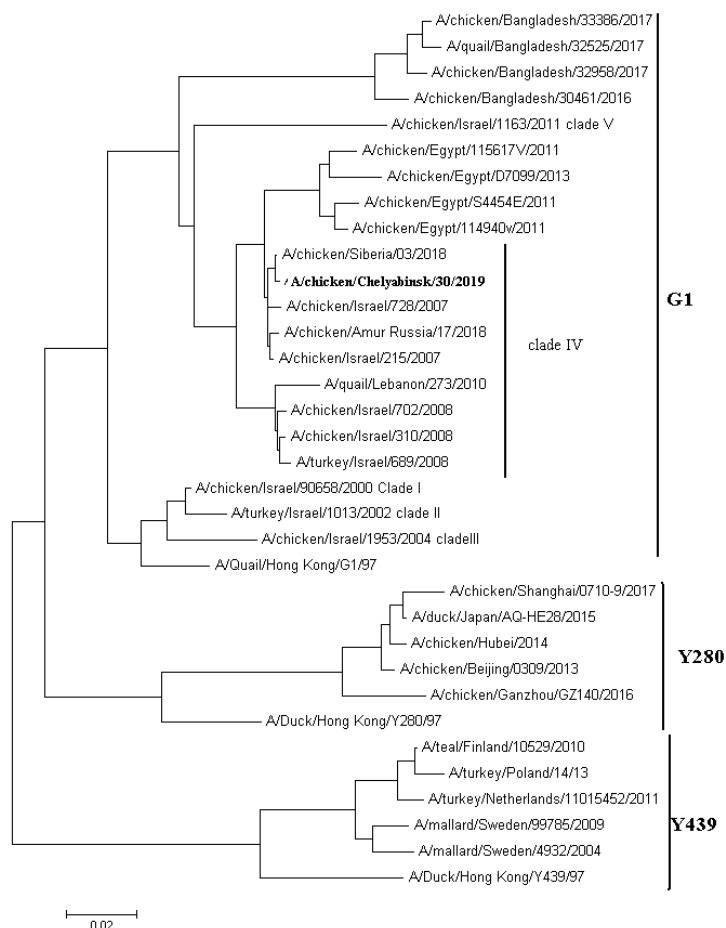 A/chicken/Bangladesh/33386/2017
A/quail/Bangladesh/32525/2017
A/chicken/Bangladesh/32958/2017
A/chicken/Bangladesh/30461/2016
A/chicken/Israel/1163/2011 clade V
A/chicken/Egypt/115617V/2011
A/chicken/Egypt/D7099/2013
A/chicken/Egypt/S4454E/2011
A/chicken/Egypt/114940v/2011
A/chicken/Siberia/03/2018
A/chicken/Chelyabinsk/30/2019
A/chicken/Israel/728/2007
A/chicken/Amur Russia/17/2018
A/chicken/Israel/215/2007
A/quail/Lebanon/273/2010
A/chicken/Israel/702/2008
A/chicken/Israel/310/2008
A/turkey/Israel/689/2008
clade IV
A/chicken/Israel/90658/2000 Clade I
A/turkey/Israel/1013/2002 clade II
A/chicken/Israel/1953/2004 cladeIII
A/Quail/Hong Kong/G1/97
G1
A/chicken/Shanghai/0710-9/2017
A/duck/Japan/AQ-HE28/2015
A/chicken/Hubei/2014
A/chicken/Beijing/0309/2013
A/chicken/Ganzhou/GZ140/2016
A/Duck/Hong Kong/Y280/97
Y280
A/teal/Finland/10529/2010
A/turkey/Poland/14/13
A/turkey/Netherlands/11015452/2011
A/mallard/Sweden/99785/2009
A/mallard/Sweden/4932/2004
A/Duck/Hong Kong/Y439/97
Y439
0.02